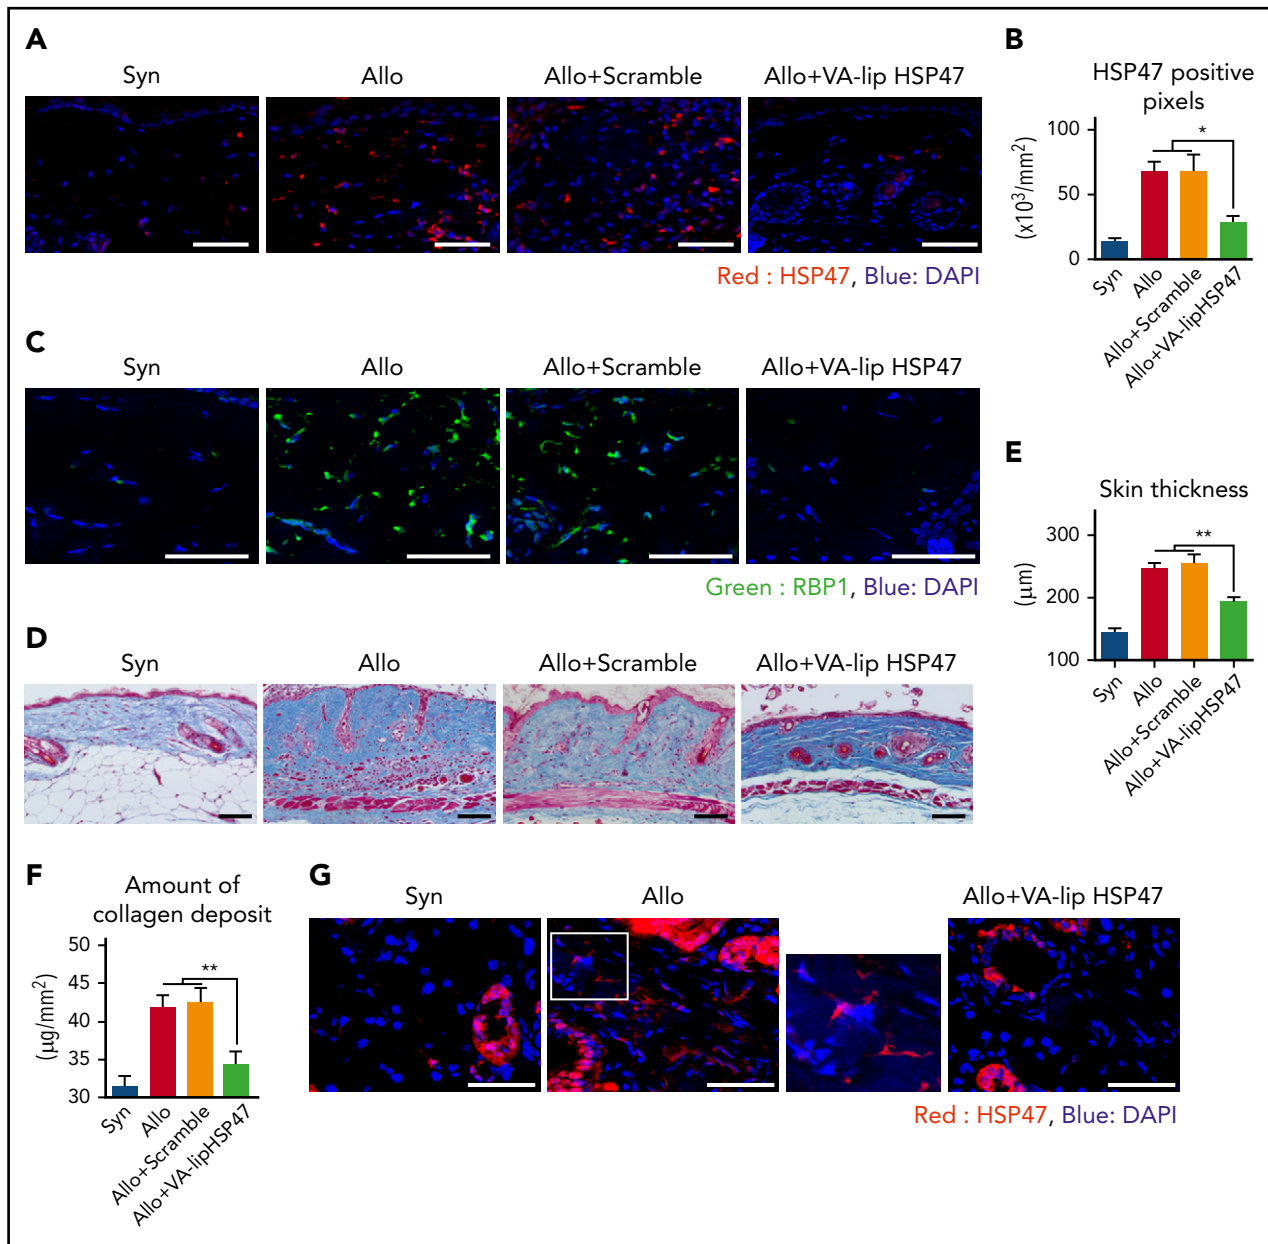 A
Syn
Allo
Allo+Scramble
Allo+VA-lip HSP47
Red : HSP47, Blue: DAPI
B
HSP47 positive
pixels
(x10³/mm²)
100
50
0
*
Syn
Allo
Allo+Scramble
Allo+VA-lipHSP47
C
Syn
Allo
Allo+Scramble
Allo+VA-lip HSP47
Green : RBP1, Blue: DAPI
E
Skin thickness
(μm)
300
200
100
**
Syn
Allo
Allo+Scramble
Allo+VA-lipHSP47
D
Syn
Allo
Allo+Scramble
Allo+VA-lip HSP47
F
Amount of
collagen deposit
(μg/mm²)
50
45
40
35
30
**
Syn
Allo
Allo+Scramble
Allo+VA-lipHSP47
G
Syn
Allo
Allo+VA-lip HSP47
Red : HSP47, Blue: DAPI